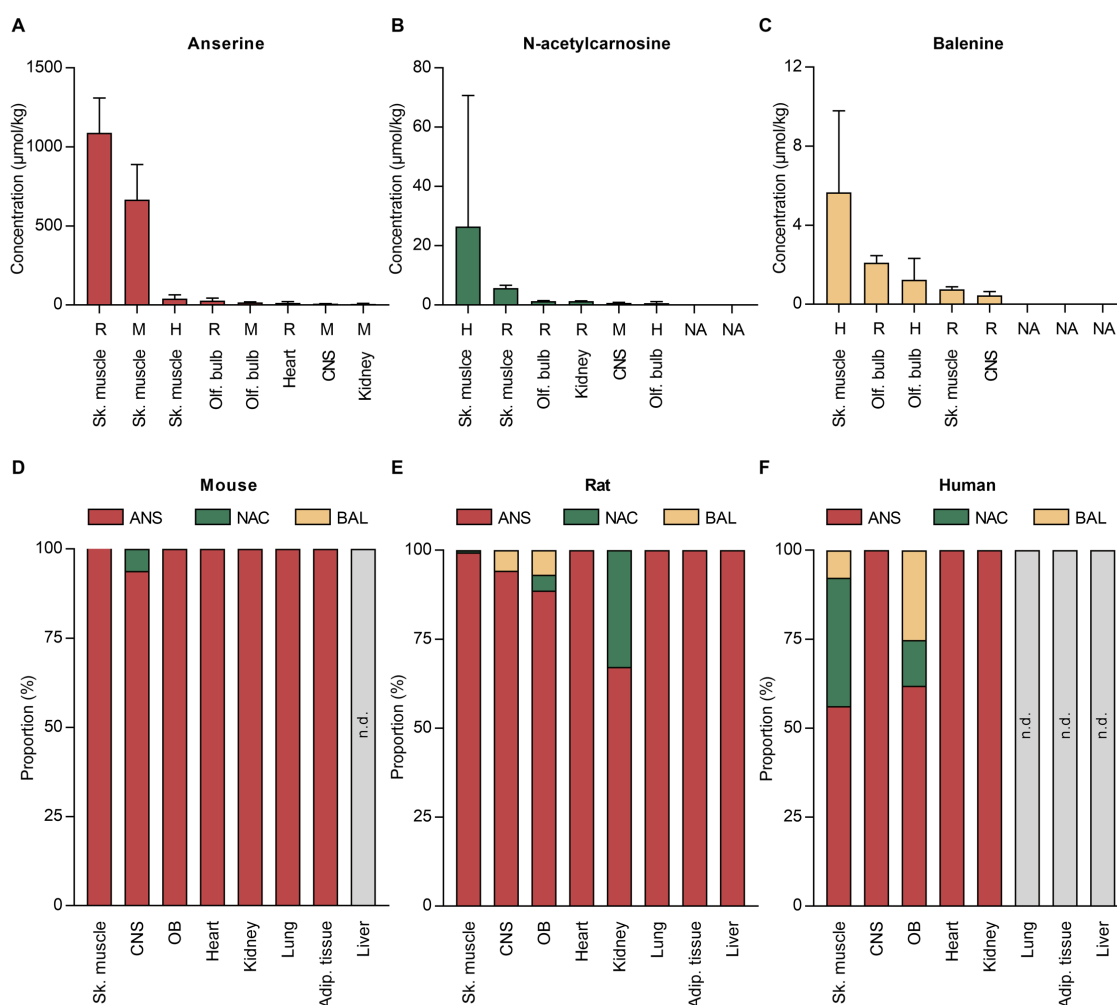 A
Anserine
Concentration (µmol/kg)
1500
1000
500
0
R M H R M R M M
Sk. muscle
Sk. muscle
Sk. muscle
Olf. bulb
Olf. bulb
Heart
CNS
Kidney
B
N-acetylcarnosine
Concentration (µmol/kg)
80
60
40
20
0
H R R R M H NA NA
Sk. muslce
Sk. muslce
Olf. bulb
Kidney
CNS
Olf. bulb
C
Balenine
Concentration (µmol/kg)
12
8
4
0
H R H R R NA NA NA
Sk. muscle
Olf. bulb
Olf. bulb
Sk. muscle
CNS
D
Mouse
ANS NAC BAL
Proportion (%)
100
75
50
25
0
n.d.
Sk. muscle
CNS
OB
Heart
Kidney
Lung
Adip. tissue
Liver
E
Rat
ANS NAC BAL
Proportion (%)
100
75
50
25
0
Sk. muscle
CNS
OB
Heart
Kidney
Lung
Adip. tissue
Liver
F
Human
ANS NAC BAL
Proportion (%)
100
75
50
25
0
n.d.
n.d.
n.d.
Sk. muscle
CNS
OB
Heart
Kidney
Lung
Adip. tissue
Liver